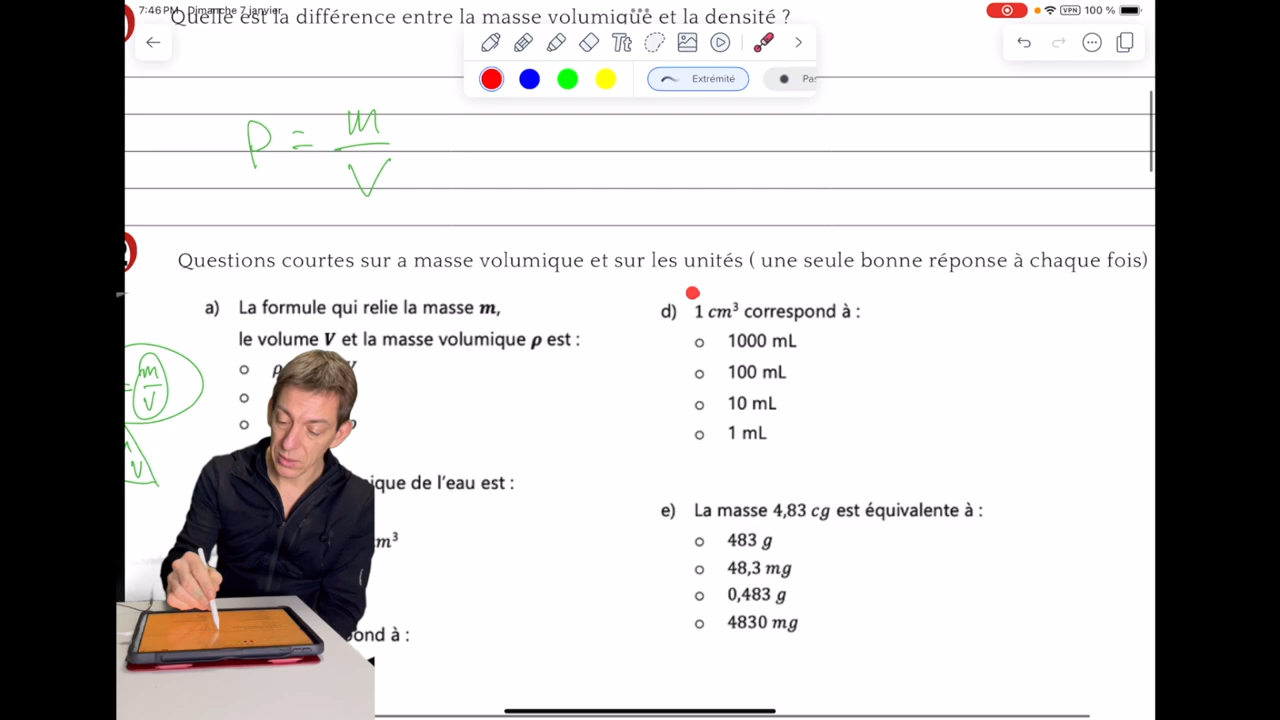 7:46 PM Dimanche 7 janvier
VPN 100 %
Quelle est la différence entre la masse volumique et la densité ?
Tt
Extrémité
Pas
ρ = m
V
Questions courtes sur a masse volumique et sur les unités ( une seule bonne réponse à chaque fois)
a) La formule qui relie la masse m,
le volume V et la masse volumique ρ est :
= m
V
V
ique de l'eau est :
m³
ond à :
d) 1 cm³ correspond à :
1000 mL
100 mL
10 mL
1 mL
e) La masse 4,83 cg est équivalente à :
483 g
48,3 mg
0,483 g
4830 mg